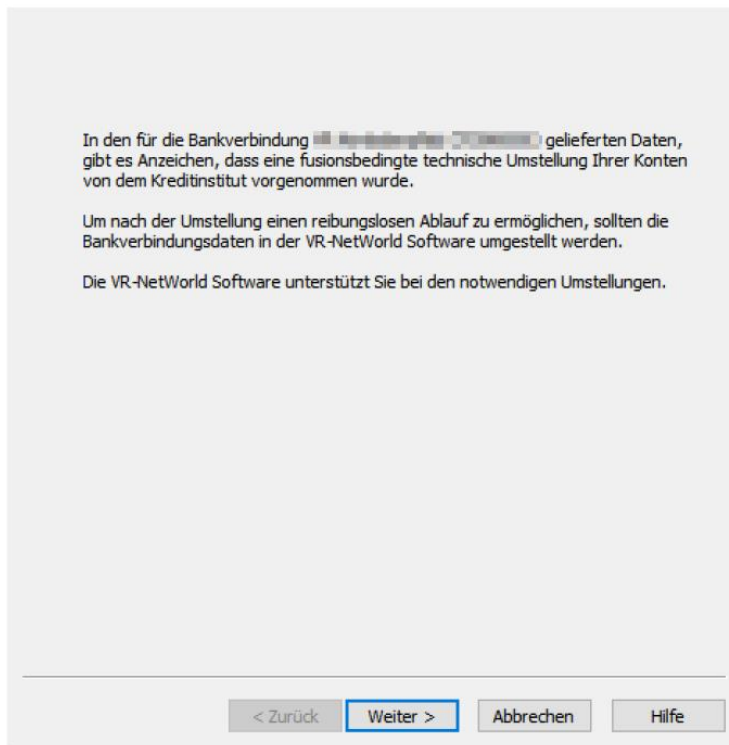 In den für die Bankverbindung gelieferten Daten,
gibt es Anzeichen, dass eine fusionsbedingte technische Umstellung Ihrer Konten
von dem Kreditinstitut vorgenommen wurde.
Um nach der Umstellung einen reibungslosen Ablauf zu ermöglichen, sollten die
Bankverbindungsdaten in der VR-NetWorld Software umgestellt werden.
Die VR-NetWorld Software unterstützt Sie bei den notwendigen Umstellungen.
< Zurück Weiter > Abbrechen Hilfe